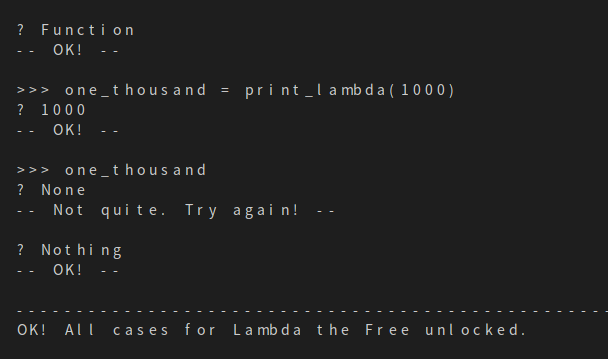 ? Function
-- OK! --
>>> one_thousand = print_lambda(1000)
? 1000
-- OK! --
>>> one_thousand
? None
-- Not quite. Try again! --
? Nothing
-- OK! --
---------------------------------------------------
OK! All cases for Lambda the Free unlocked.